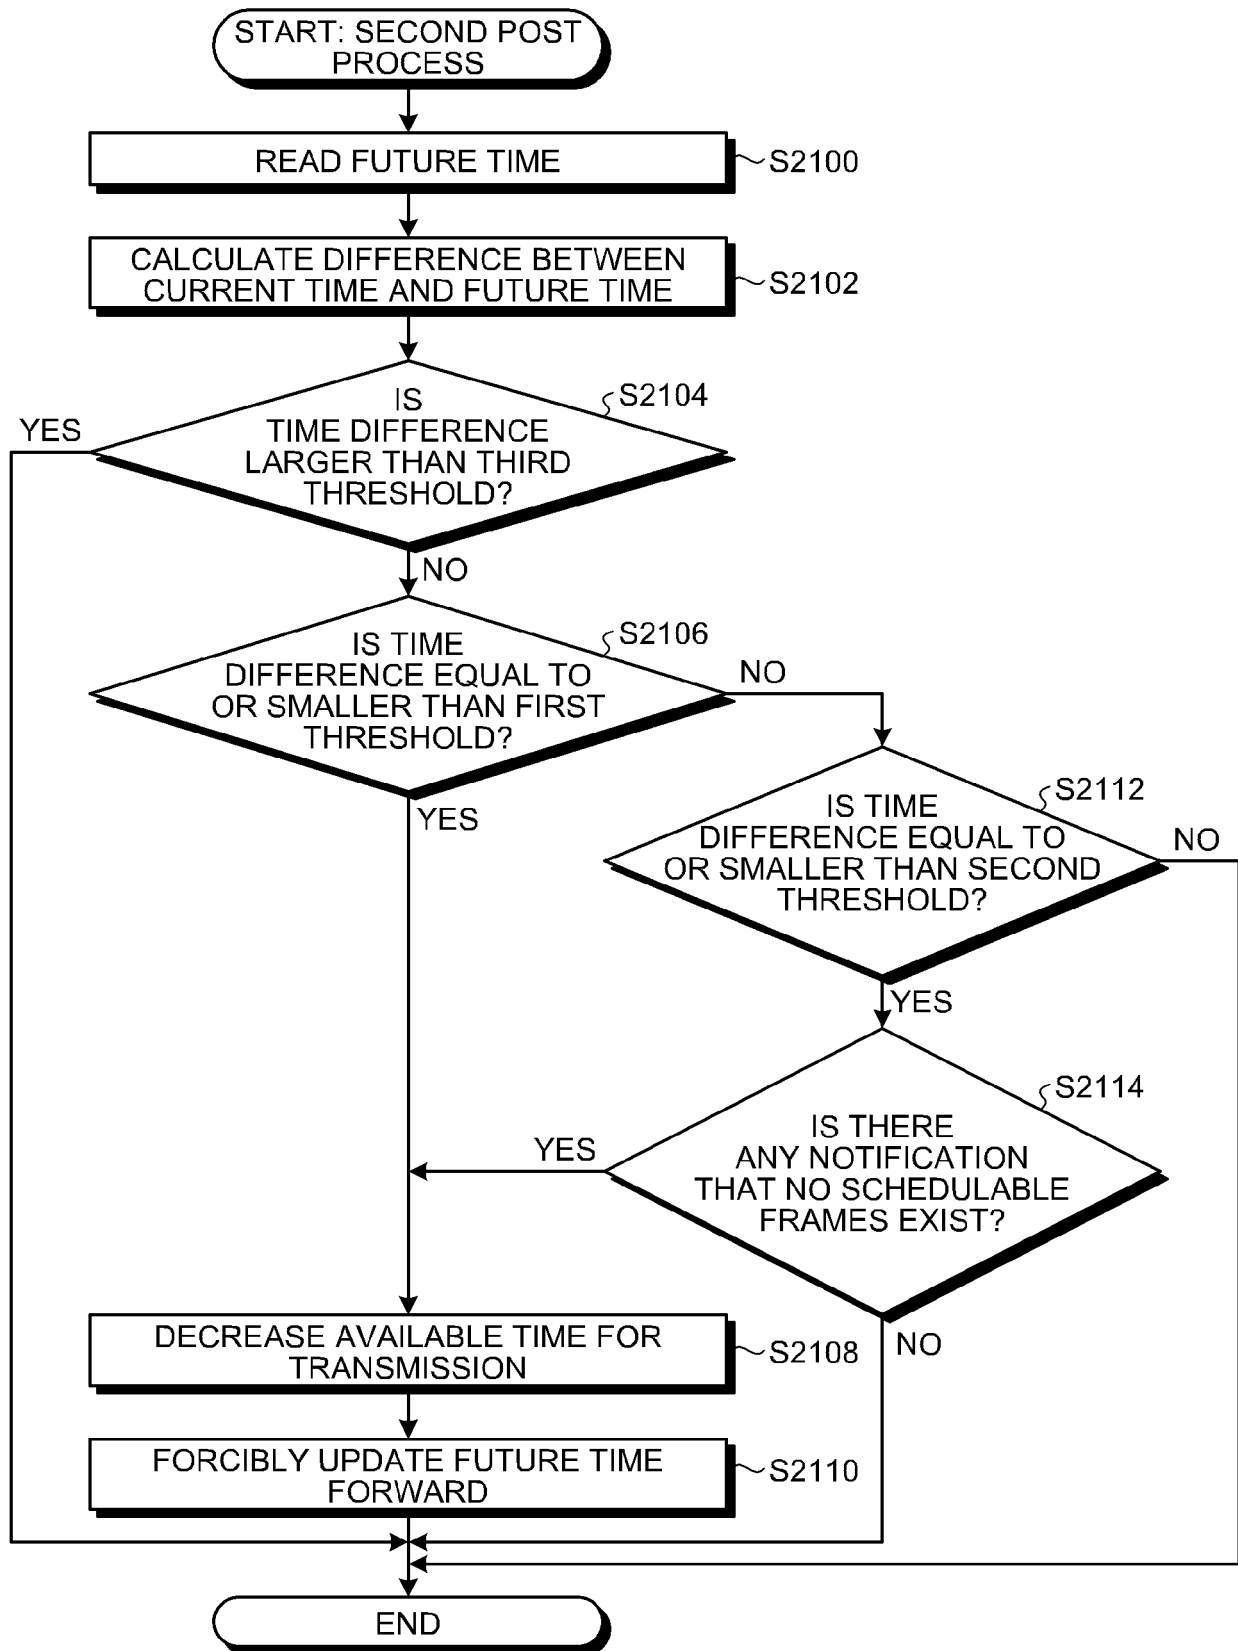 START: SECOND POST
PROCESS
READ FUTURE TIME
S2100
CALCULATE DIFFERENCE BETWEEN
CURRENT TIME AND FUTURE TIME
S2102
IS
TIME DIFFERENCE
LARGER THAN THIRD
THRESHOLD?
S2104
YES
NO
IS TIME
DIFFERENCE EQUAL TO
OR SMALLER THAN FIRST
THRESHOLD?
S2106
NO
YES
IS TIME
DIFFERENCE EQUAL TO
OR SMALLER THAN SECOND
THRESHOLD?
S2112
NO
YES
IS THERE
ANY NOTIFICATION
THAT NO SCHEDULABLE
FRAMES EXIST?
S2114
YES
NO
DECREASE AVAILABLE TIME FOR
TRANSMISSION
S2108
FORCIBLY UPDATE FUTURE TIME
FORWARD
S2110
END